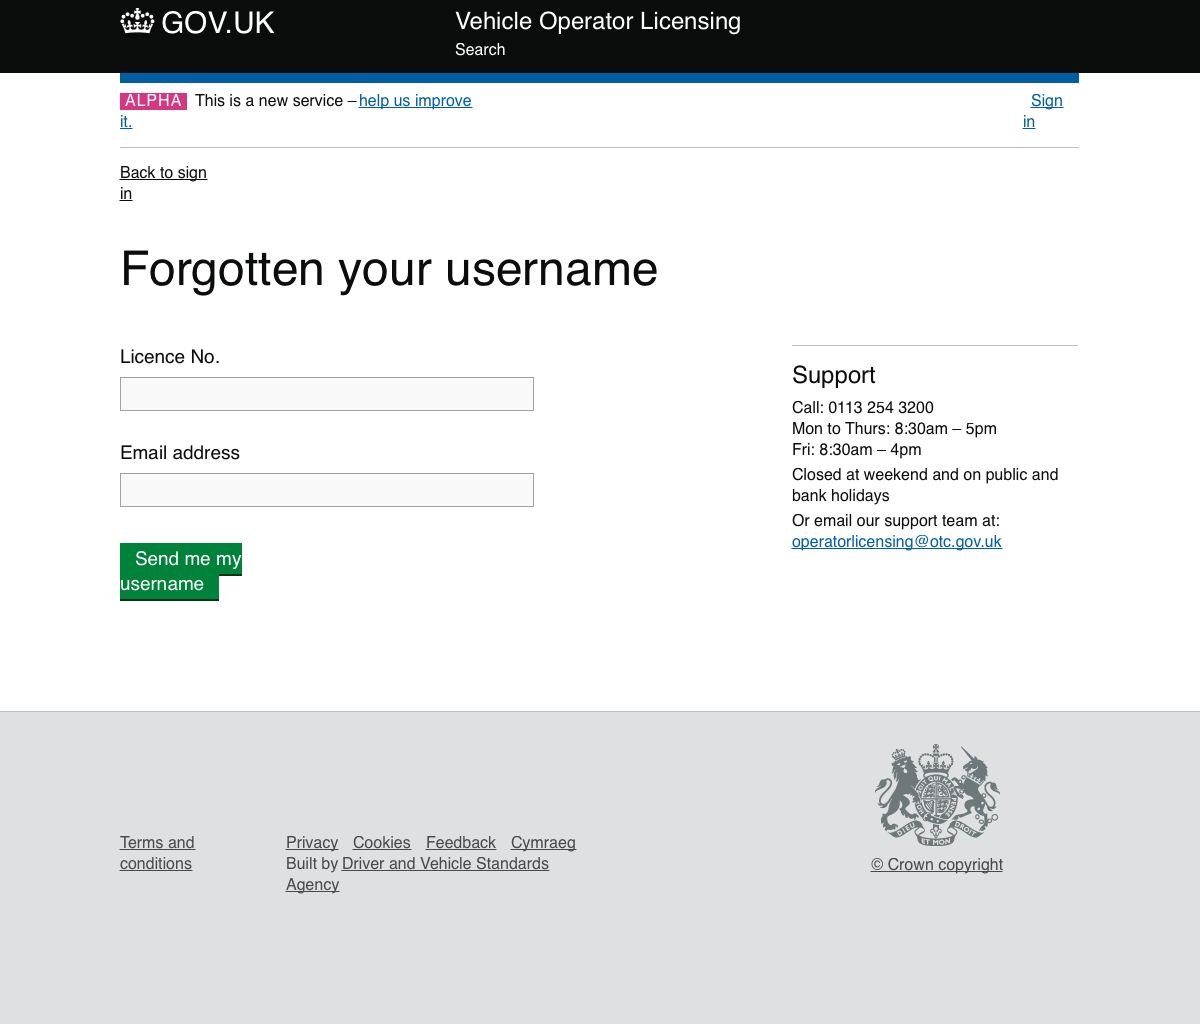 GOV.UK
Vehicle Operator Licensing
Search
ALPHA This is a new service – help us improve
it.
Sign
in
Back to sign
in
Forgotten your username
Licence No.
Email address
Send me my
username
Support
Call: 0113 254 3200
Mon to Thurs: 8:30am – 5pm
Fri: 8:30am – 4pm
Closed at weekend and on public and
bank holidays
Or email our support team at:
operatorlicensing@otc.gov.uk
Terms and
conditions
Privacy Cookies Feedback Cymraeg
Built by Driver and Vehicle Standards
Agency
DIEU ET MON DROIT
© Crown copyright